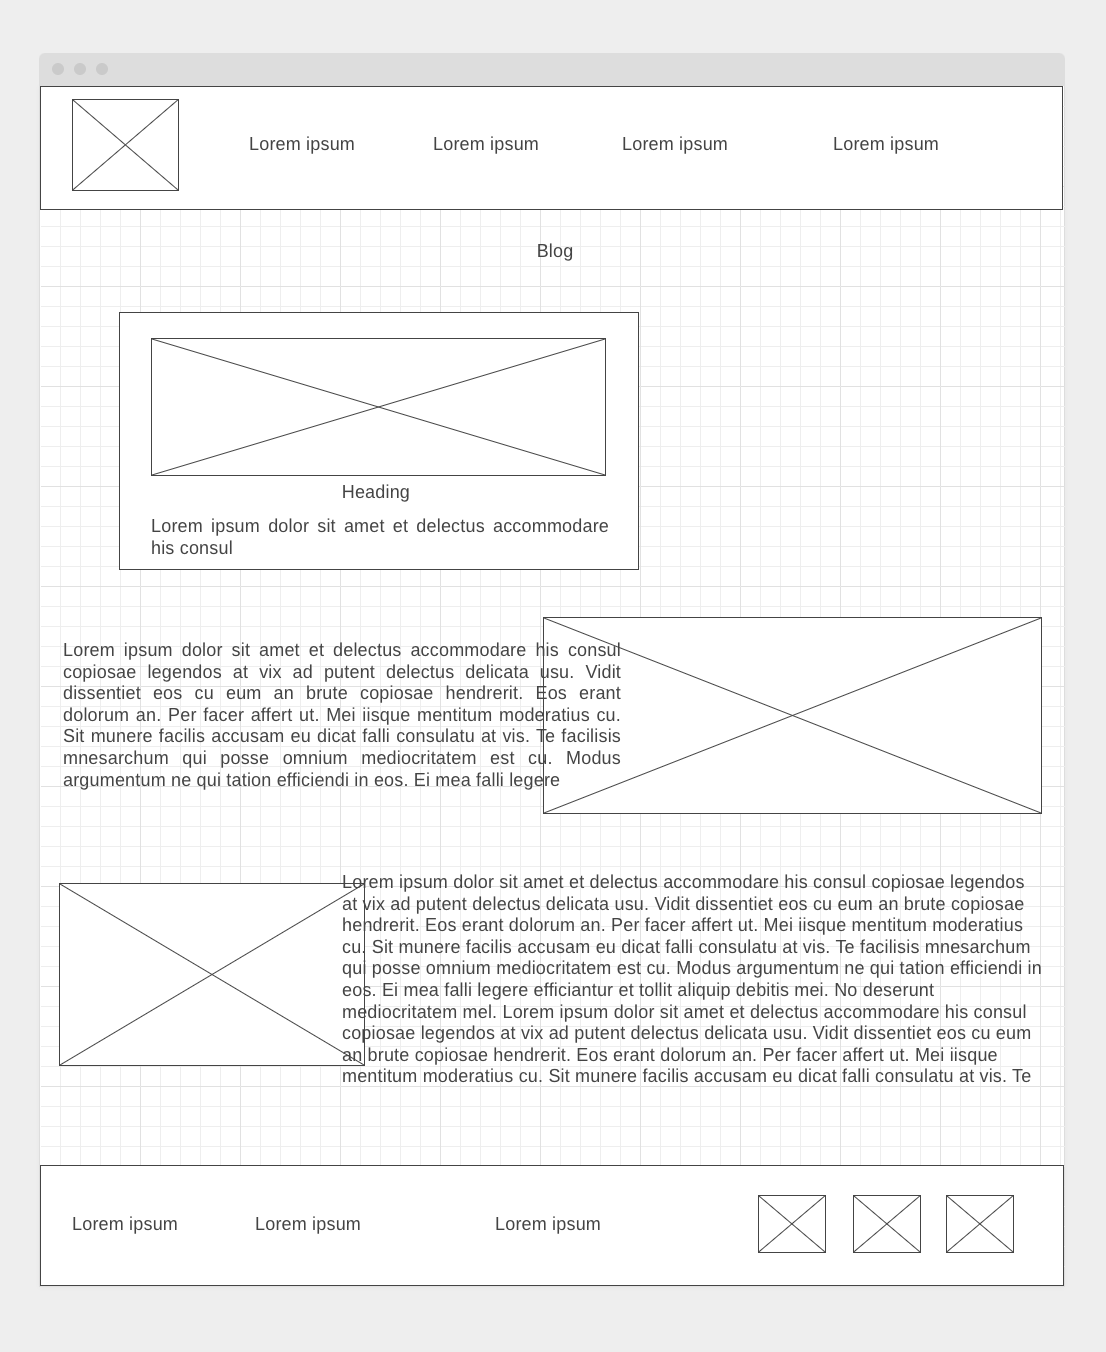 Lorem ipsum Lorem ipsum Lorem ipsum Lorem ipsum
Blog
Heading
Lorem ipsum dolor sit amet et delectus accommodare
his consul
Lorem ipsum dolor sit amet et delectus accommodare his consul
copiosae legendos at vix ad putent delectus delicata usu. Vidit
dissentiet eos cu eum an brute copiosae hendrerit. Eos erant
dolorum an. Per facer affert ut. Mei iisque mentitum moderatius cu.
Sit munere facilis accusam eu dicat falli consulatu at vis. Te facilisis
mnesarchum qui posse omnium mediocritatem est cu. Modus
argumentum ne qui tation efficiendi in eos. Ei mea falli legere
Lorem ipsum dolor sit amet et delectus accommodare his consul copiosae legendos
at vix ad putent delectus delicata usu. Vidit dissentiet eos cu eum an brute copiosae
hendrerit. Eos erant dolorum an. Per facer affert ut. Mei iisque mentitum moderatius
cu. Sit munere facilis accusam eu dicat falli consulatu at vis. Te facilisis mnesarchum
qui posse omnium mediocritatem est cu. Modus argumentum ne qui tation efficiendi in
eos. Ei mea falli legere efficiantur et tollit aliquip debitis mei. No deserunt
mediocritatem mel. Lorem ipsum dolor sit amet et delectus accommodare his consul
copiosae legendos at vix ad putent delectus delicata usu. Vidit dissentiet eos cu eum
an brute copiosae hendrerit. Eos erant dolorum an. Per facer affert ut. Mei iisque
mentitum moderatius cu. Sit munere facilis accusam eu dicat falli consulatu at vis. Te
Lorem ipsum Lorem ipsum Lorem ipsum